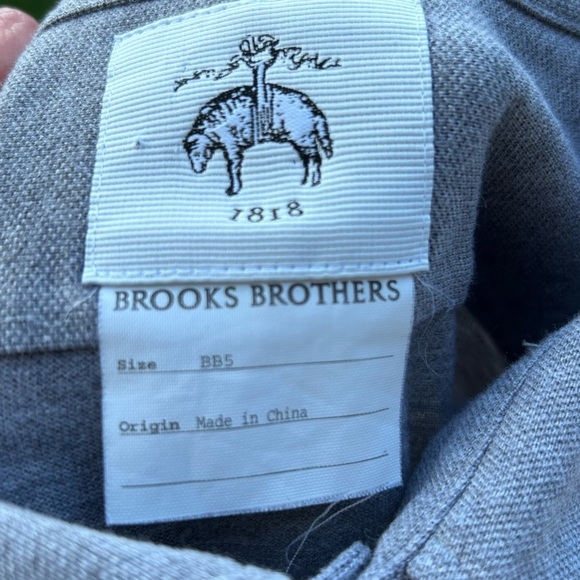 1818
BROOKS BROTHERS
Size BB5
Origin Made in China